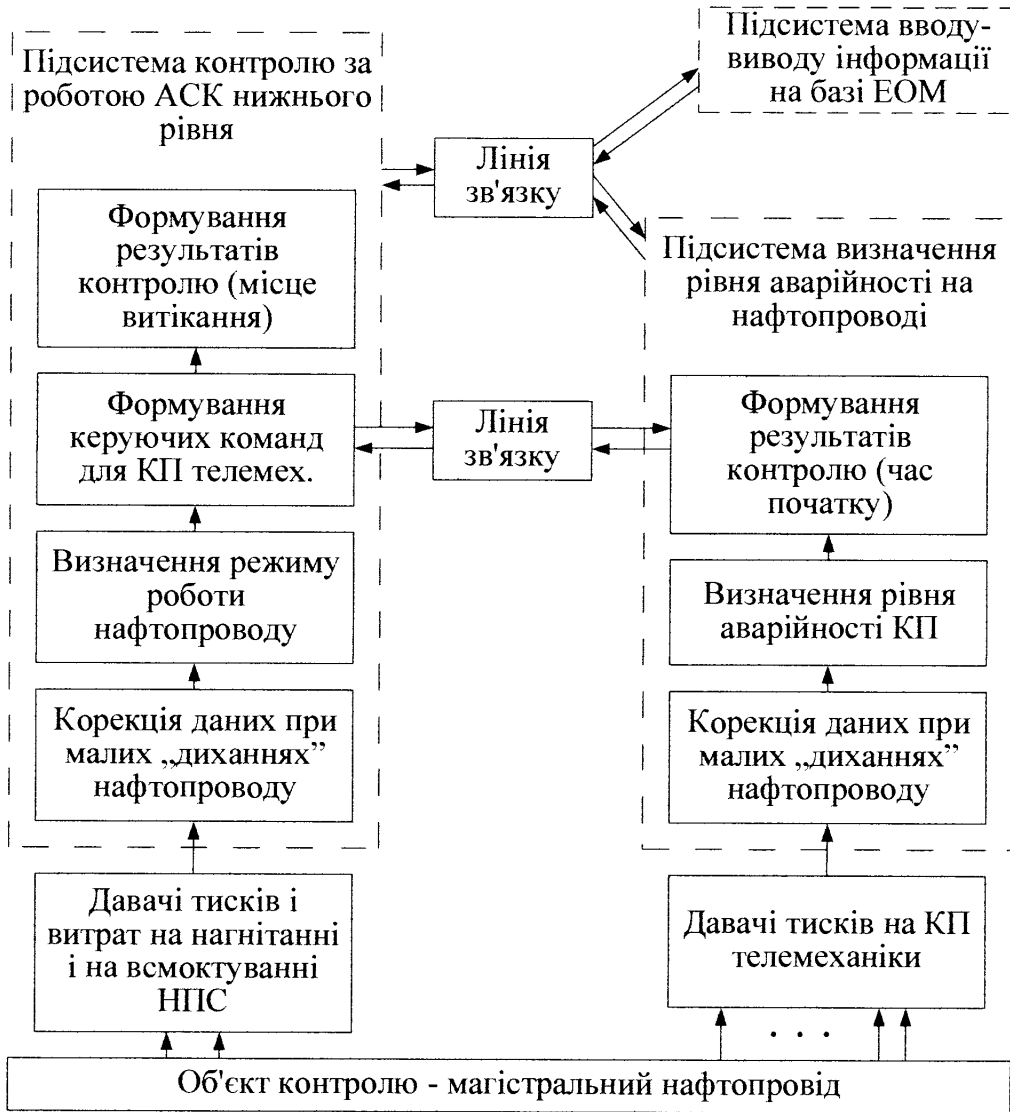 Підсистема контролю за
роботою АСК нижнього
рівня
Формування
результатів
контролю (місце
витікання)
Формування
керуючих команд
для КП телемех.
Визначення режиму
роботи
нафтопроводу
Корекція даних при
малих „диханнях”
нафтопроводу
Давачі тисків і
витрат на нагнітанні
і на всмоктуванні
НПС
Лінія
зв'язку
Лінія
зв'язку
Підсистема вводу-
виводу інформації
на базі ЕОМ
Підсистема визначення
рівня аварійності на
нафтопроводі
Формування
результатів
контролю (час
початку)
Визначення рівня
аварійності КП
Корекція даних при
малих „диханнях”
нафтопроводу
Давачі тисків на КП
телемеханіки
. . .
Об'єкт контролю - магістральний нафтопровід